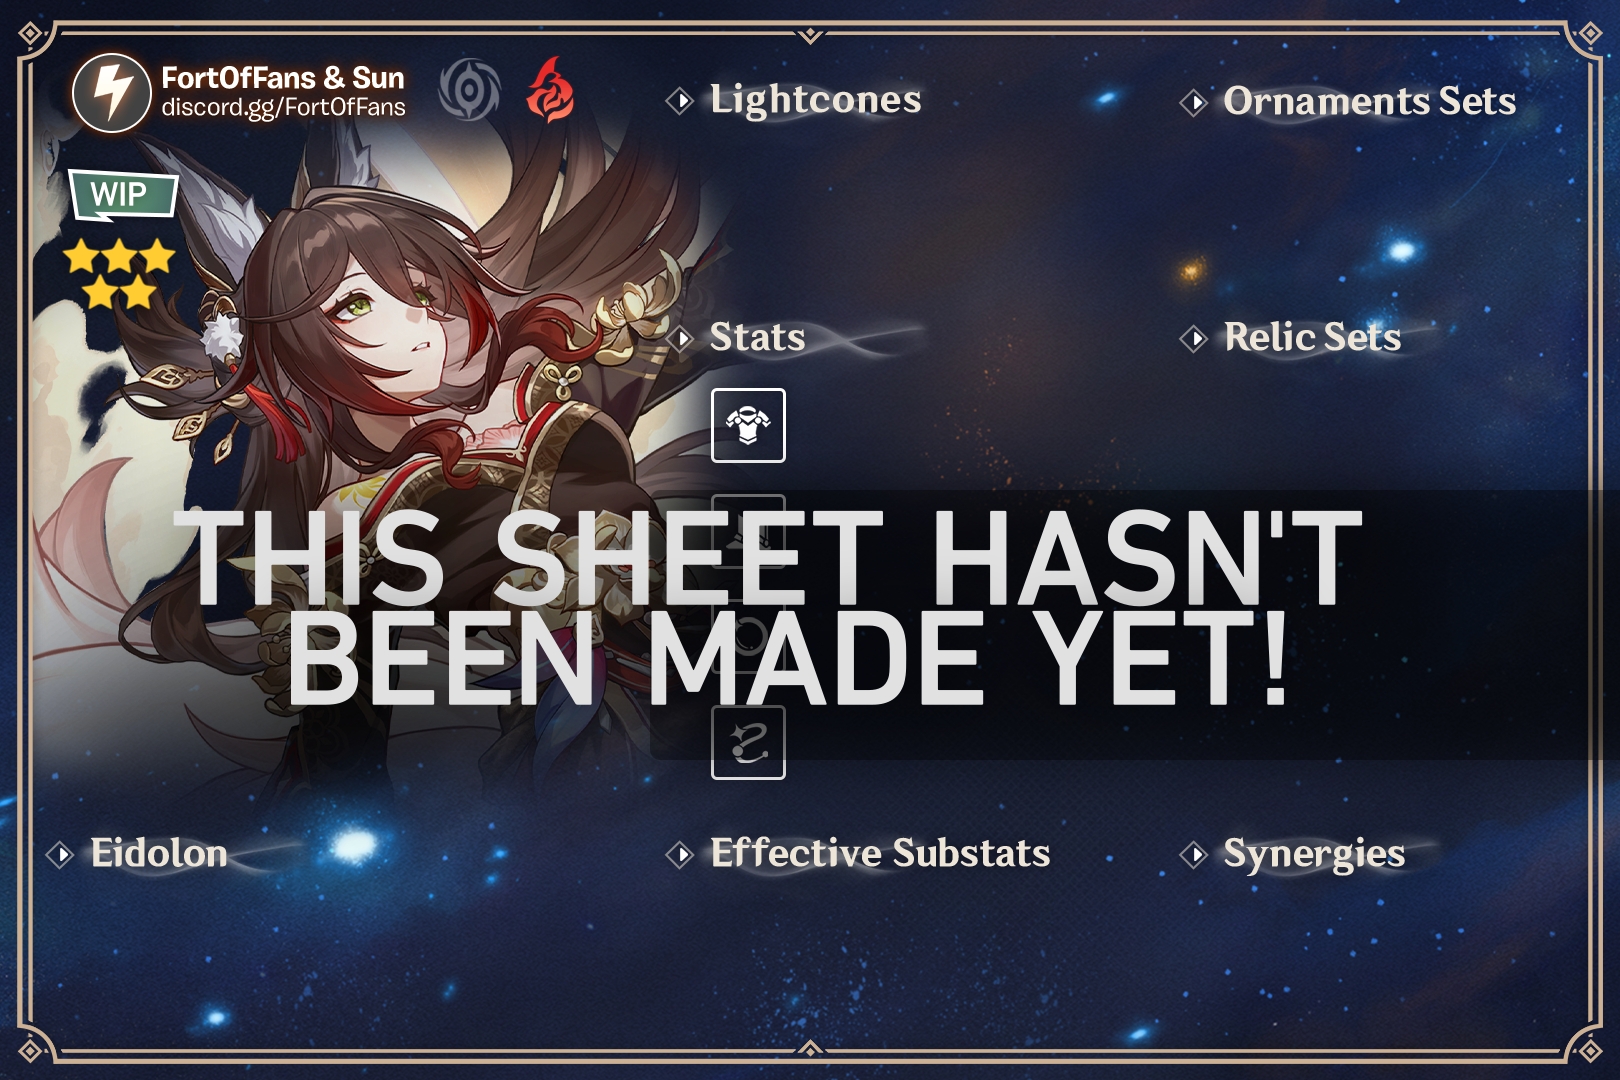 FortOfFans & Sun
discord.gg/FortOfFans
WIP
Lightcones
Ornaments Sets
Stats
Relic Sets
THIS SHEET HASN'T
BEEN MADE YET!
Eidolon
Effective Substats
Synergies